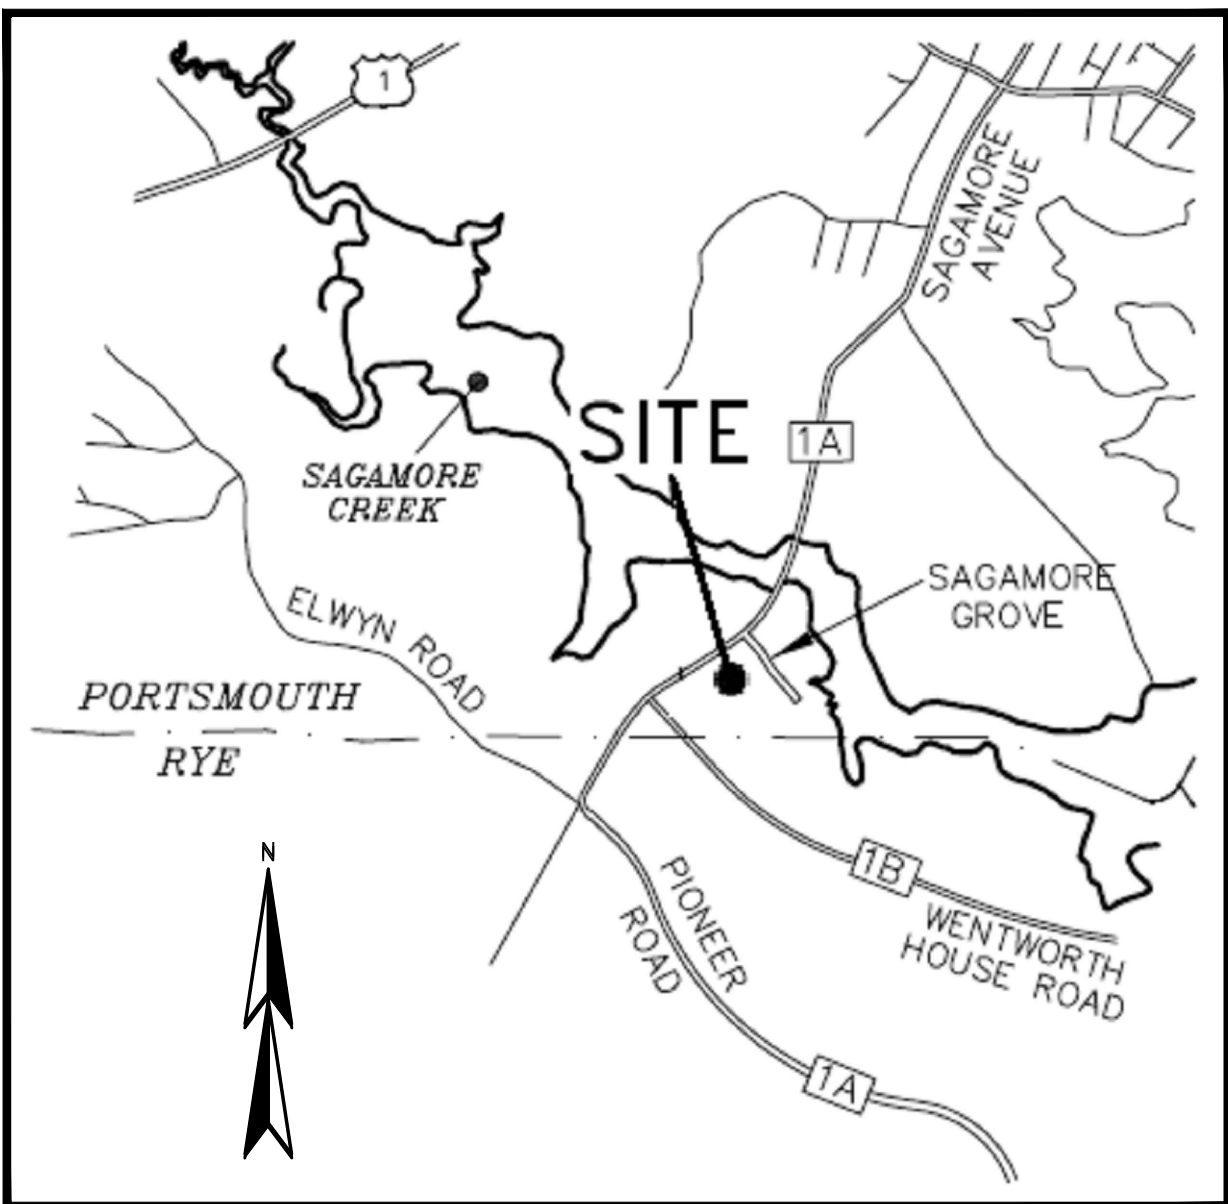 1
SAGAMORE
AVENUE
SITE
1A
SAGAMORE
CREEK
SAGAMORE
GROVE
ELWYN ROAD
PORTSMOUTH
RYE
N
1B
PIONEER
ROAD
WENTWORTH
HOUSE ROAD
1A